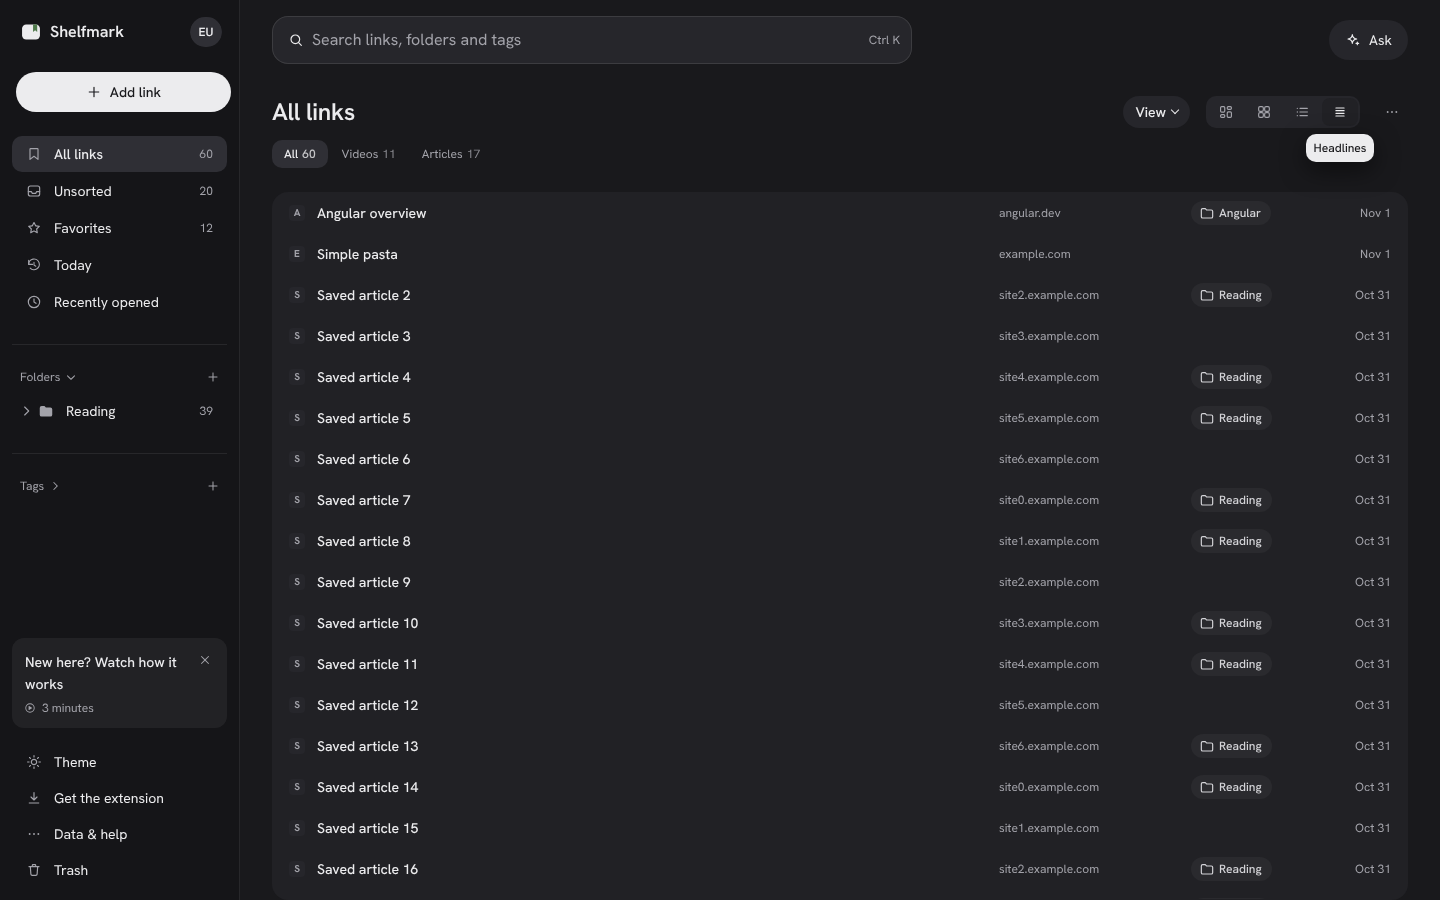 Shelfmark
EU
Search links, folders and tags
Ctrl K
Ask
Add link
All links 60
Unsorted 20
Favorites 12
Today
Recently opened
Folders
Reading 39
Tags
New here? Watch how it
works
3 minutes
Theme
Get the extension
Data & help
Trash
All links
View
Headlines
All 60 Videos 11 Articles 17
A Angular overview angular.dev Angular Nov 1
E Simple pasta example.com Nov 1
S Saved article 2 site2.example.com Reading Oct 31
S Saved article 3 site3.example.com Oct 31
S Saved article 4 site4.example.com Reading Oct 31
S Saved article 5 site5.example.com Reading Oct 31
S Saved article 6 site6.example.com Oct 31
S Saved article 7 site0.example.com Reading Oct 31
S Saved article 8 site1.example.com Reading Oct 31
S Saved article 9 site2.example.com Oct 31
S Saved article 10 site3.example.com Reading Oct 31
S Saved article 11 site4.example.com Reading Oct 31
S Saved article 12 site5.example.com Oct 31
S Saved article 13 site6.example.com Reading Oct 31
S Saved article 14 site0.example.com Reading Oct 31
S Saved article 15 site1.example.com Oct 31
S Saved article 16 site2.example.com Reading Oct 31